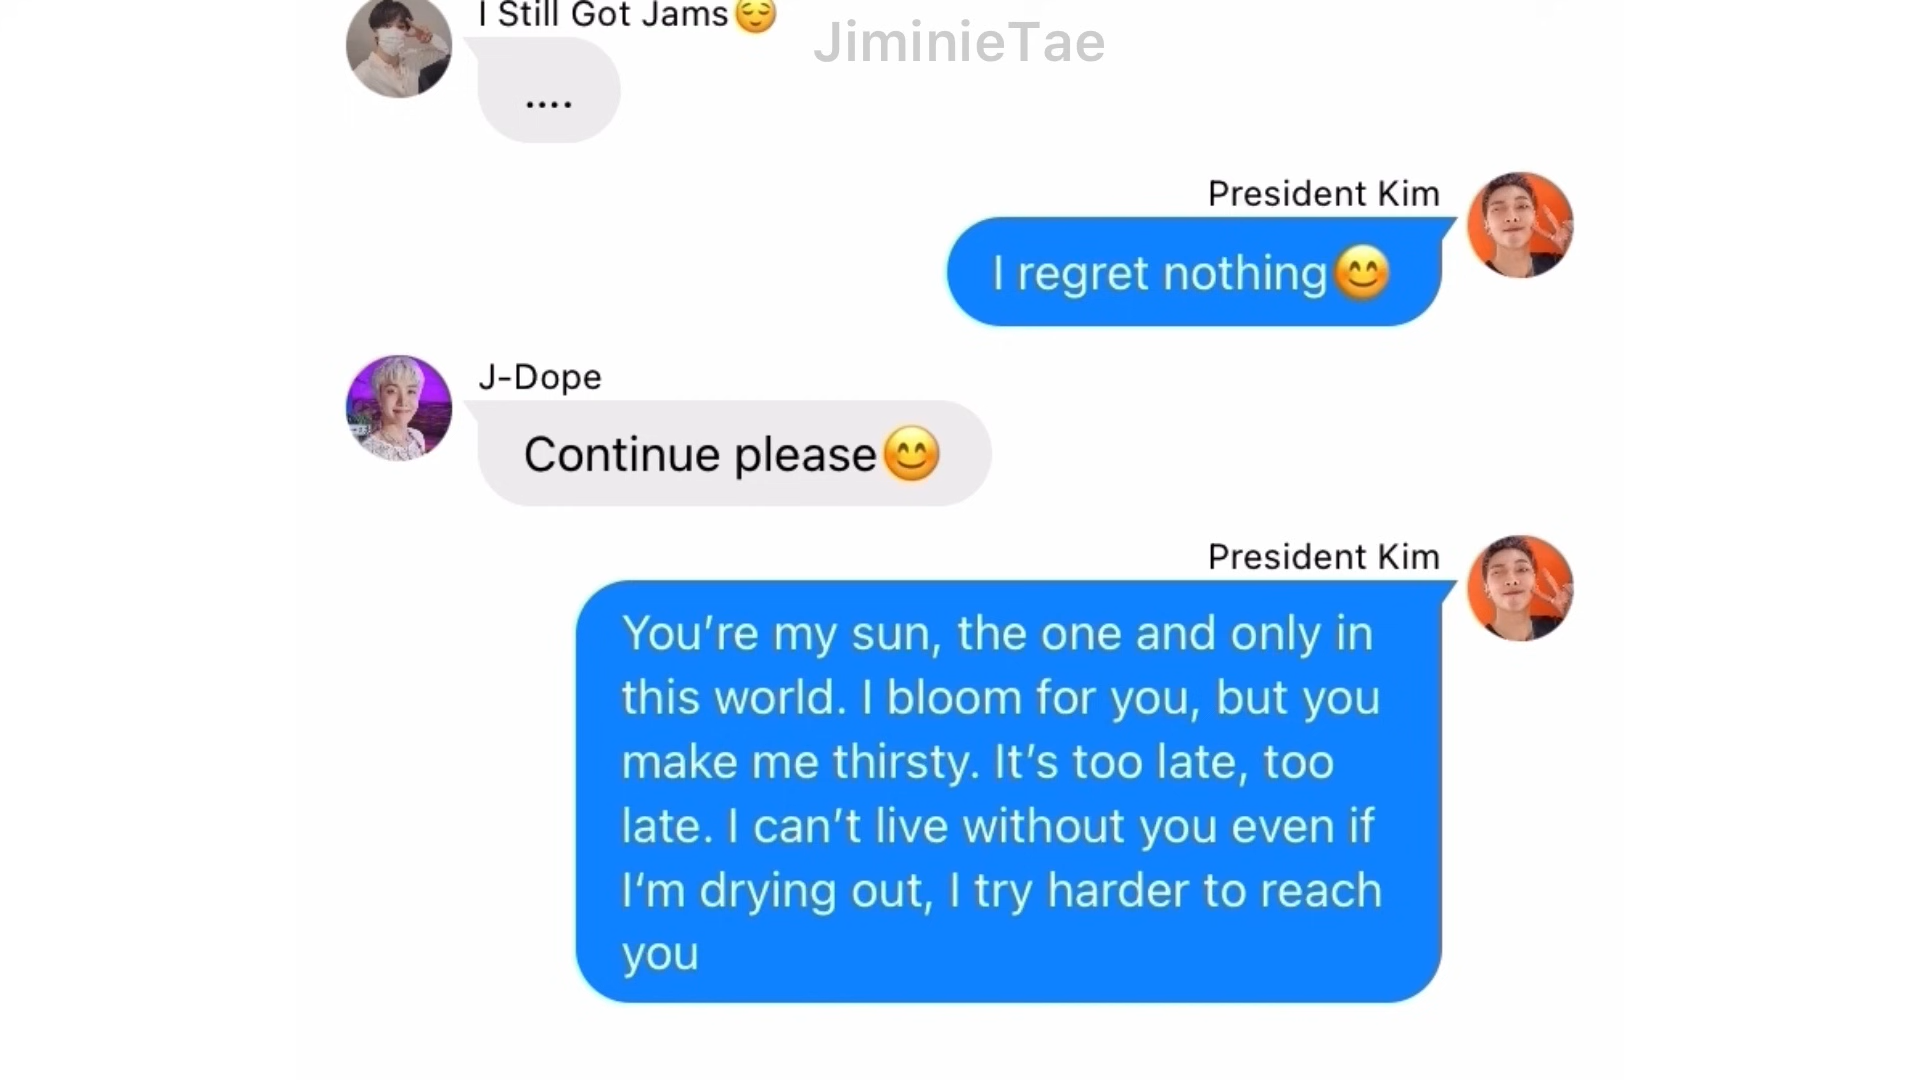 I Still Got Jams😌
JiminieTae
....
President Kim
I regret nothing😊
J-Dope
Continue please😊
President Kim
You’re my sun, the one and only in
this world. I bloom for you, but you
make me thirsty. It’s too late, too
late. I can’t live without you even if
I‘m drying out, I try harder to reach
you